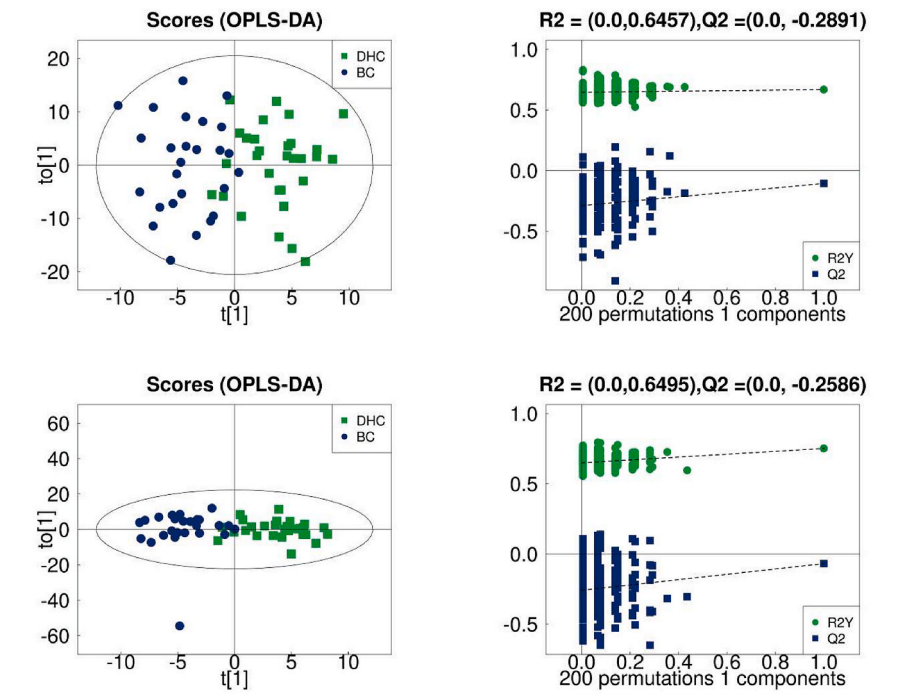 Scores (OPLS-DA)
DHC
BC
20
10
0
-10
-20
to[1]
-10
-5
0
5
10
t[1]
R2 = (0.0,0.6457),Q2 =(0.0, -0.2891)
1.0
0.5
0.0
-0.5
R2Y
Q2
0.0
0.2
0.4
0.6
0.8
1.0
200 permutations 1 components
Scores (OPLS-DA)
DHC
BC
60
40
20
0
-20
-40
-60
to[1]
-10
-5
0
5
10
t[1]
R2 = (0.0,0.6495),Q2 =(0.0, -0.2586)
1.0
0.5
0.0
-0.5
R2Y
Q2
0.0
0.2
0.4
0.6
0.8
1.0
200 permutations 1 components